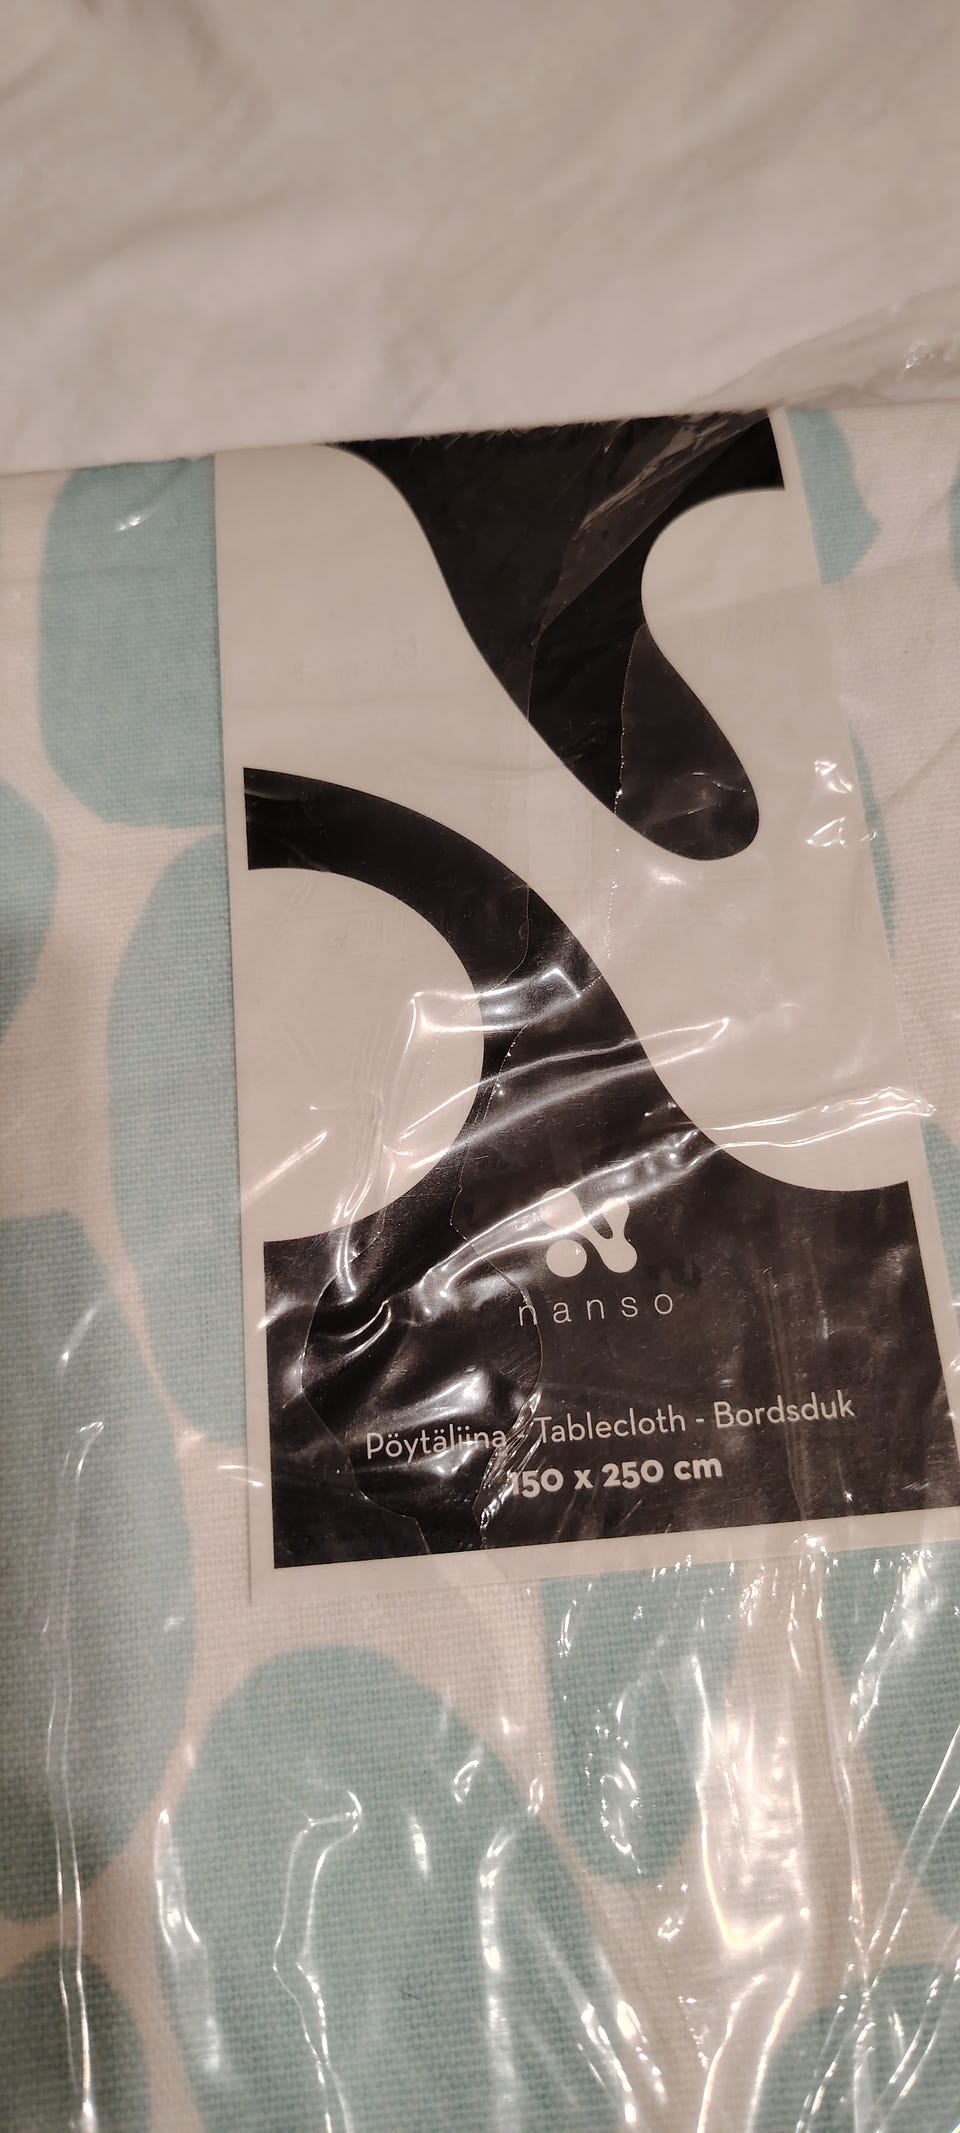 nanso
Pöytäliina - Tablecloth - Bordsduk
150 x 250 cm